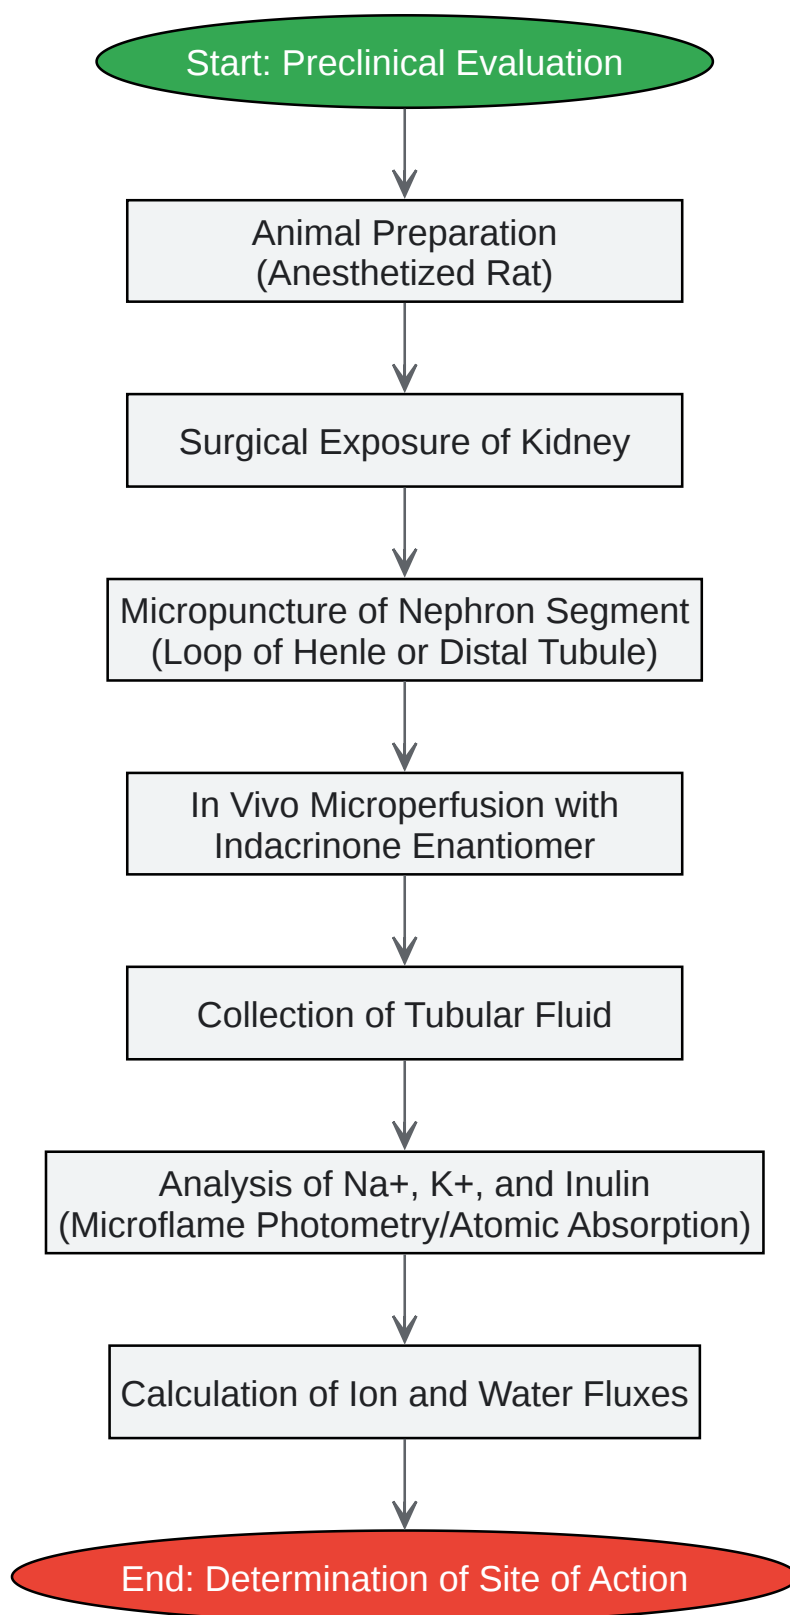 Start: Preclinical Evaluation
Animal Preparation
(Anesthetized Rat)
Surgical Exposure of Kidney
Micropuncture of Nephron Segment
(Loop of Henle or Distal Tubule)
In Vivo Microperfusion with
Indacrinone Enantiomer
Collection of Tubular Fluid
Analysis of Na+, K+, and Inulin
(Microflame Photometry/Atomic Absorption)
Calculation of Ion and Water Fluxes
End: Determination of Site of Action